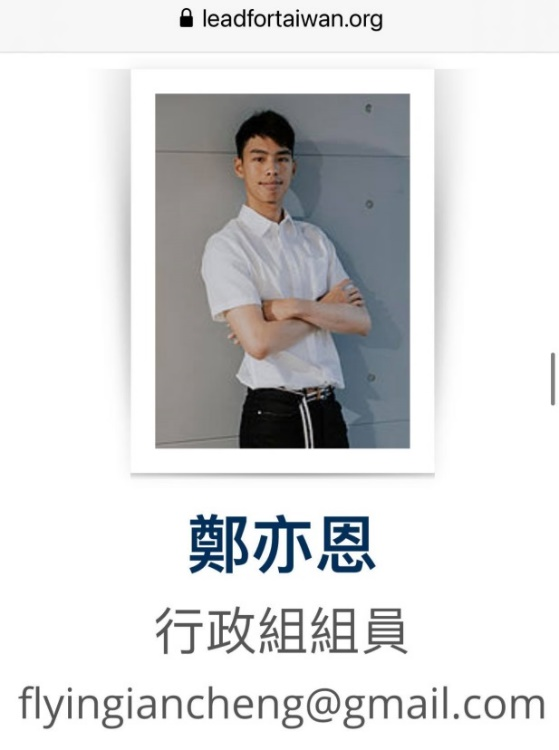 leadfortaiwan.org
鄭亦恩
行政組組員
flyingiancheng@gmail.com